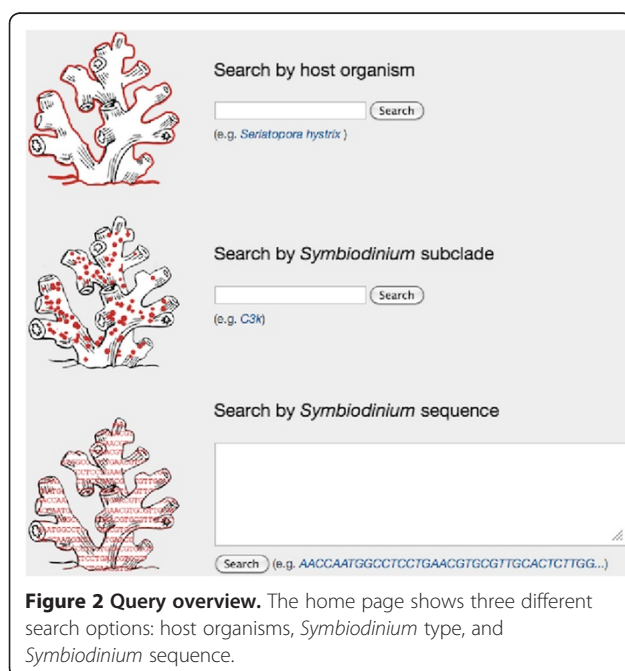 Search by host organism
Search
(e.g. Seriatopora hystrix )
Search by Symbiodinium subclade
Search
(e.g. C3k)
Search by Symbiodinium sequence
Search (e.g. AACCAATGGCCTCCTGAACGTGCGTTGCACTCTTGG...)
Figure 2 Query overview. The home page shows three different
search options: host organisms, Symbiodinium type, and
Symbiodinium sequence.